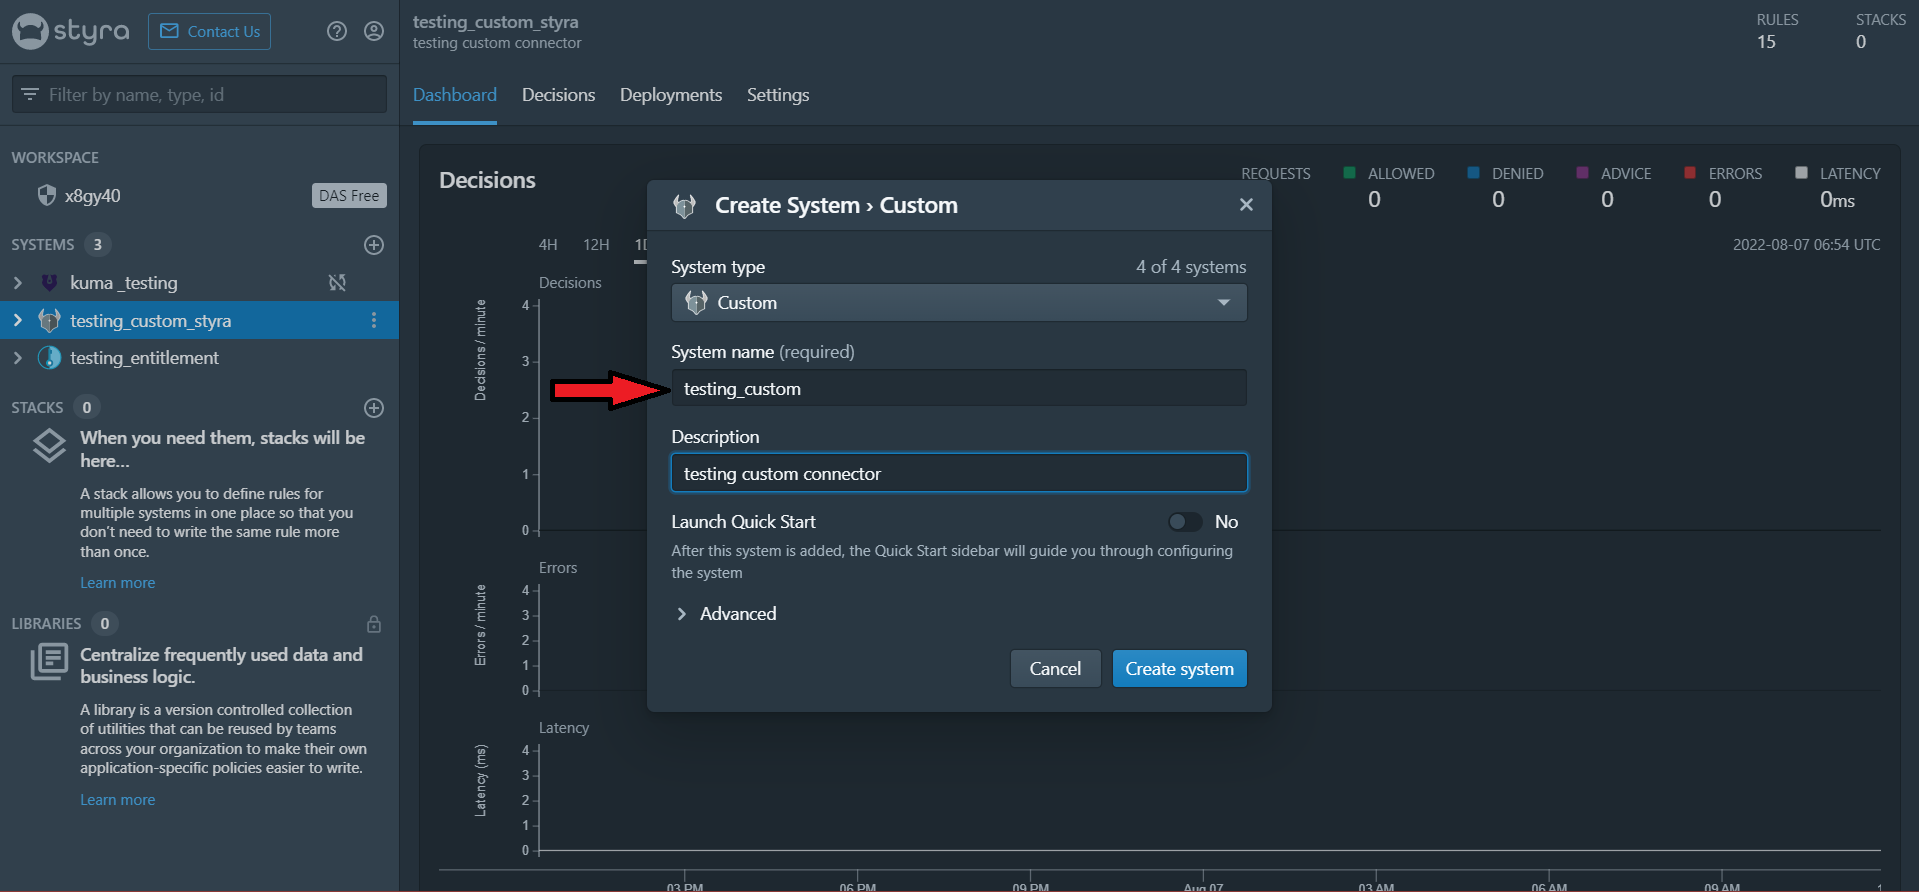 styra
Contact Us
Filter by name, type, id
WORKSPACE
x8gy40
DAS Free
SYSTEMS 3
kuma _testing
testing_custom_styra
testing_entitlement
STACKS 0
When you need them, stacks will be
here...
A stack allows you to define rules for
multiple systems in one place so that you
don’t need to write the same rule more
than once.
Learn more
LIBRARIES 0
Centralize frequently used data and
business logic.
A library is a version controlled collection
of utilities that can be reused by teams
across your organization to make their own
application-specific policies easier to write.
Learn more
testing_custom_styra
testing custom connector
RULES
15
STACKS
0
Dashboard Decisions Deployments Settings
Decisions
REQUESTS
ALLOWED
0
DENIED
0
ADVICE
0
ERRORS
0
LATENCY
0ms
4H 12H
2022-08-07 06:54 UTC
Decisions
Decisions / minute
4
3
2
1
0
Errors
Errors / minute
4
3
2
1
0
Latency
Latency (ms)
4
3
2
1
0
03 PM 06 PM 09 PM Aug 07 03 AM 06 AM 09 AM
Create System › Custom
System type
4 of 4 systems
Custom
System name (required)
testing_custom
Description
testing custom connector
Launch Quick Start
No
After this system is added, the Quick Start sidebar will guide you through configuring
the system
Advanced
Cancel
Create system